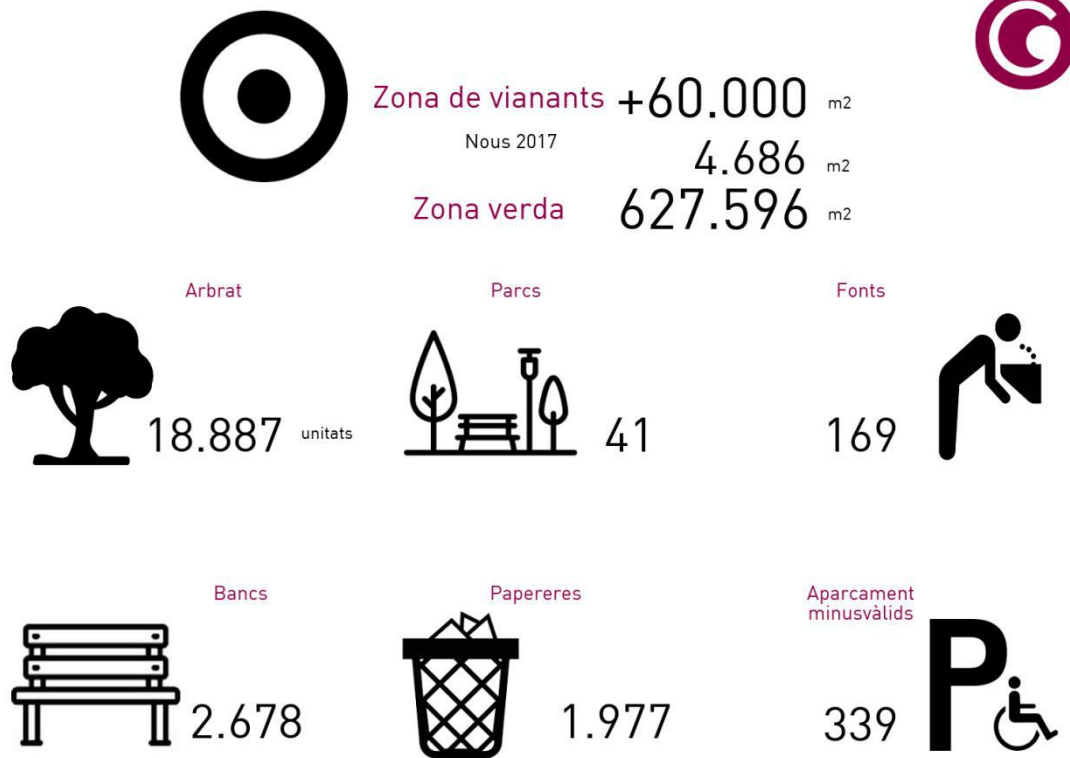 Zona de vianants +60.000 m2
Nous 2017
4.686 m2
Zona verda 627.596 m2
Arbrat
Parcs
Fonts
18.887 unitats
41
169
Bancs
Papereres
Aparcament
minusvàlids
2.678
1.977
339
P